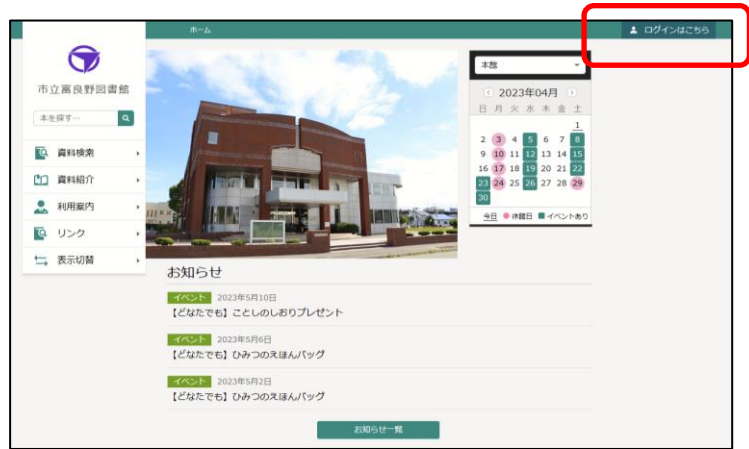 ホーム
ログインはこちら
市立富良野図書館
本を探す…
資料検索
資料紹介
利用案内
リンク
表示切替
本館
2023年04月
日 月 火 水 木 金 土
1
2 3 4 5 6 7 8
9 10 11 12 13 14 15
16 17 18 19 20 21 22
23 24 25 26 27 28 29
30
今日 休館日 イベントあり
お知らせ
イベント 2023年5月10日
【どなたでも】ことしのしおりプレゼント
イベント 2023年5月6日
【どなたでも】ひみつのえほんバッグ
イベント 2023年5月2日
【どなたでも】ひみつのえほんバッグ
お知らせ一覧